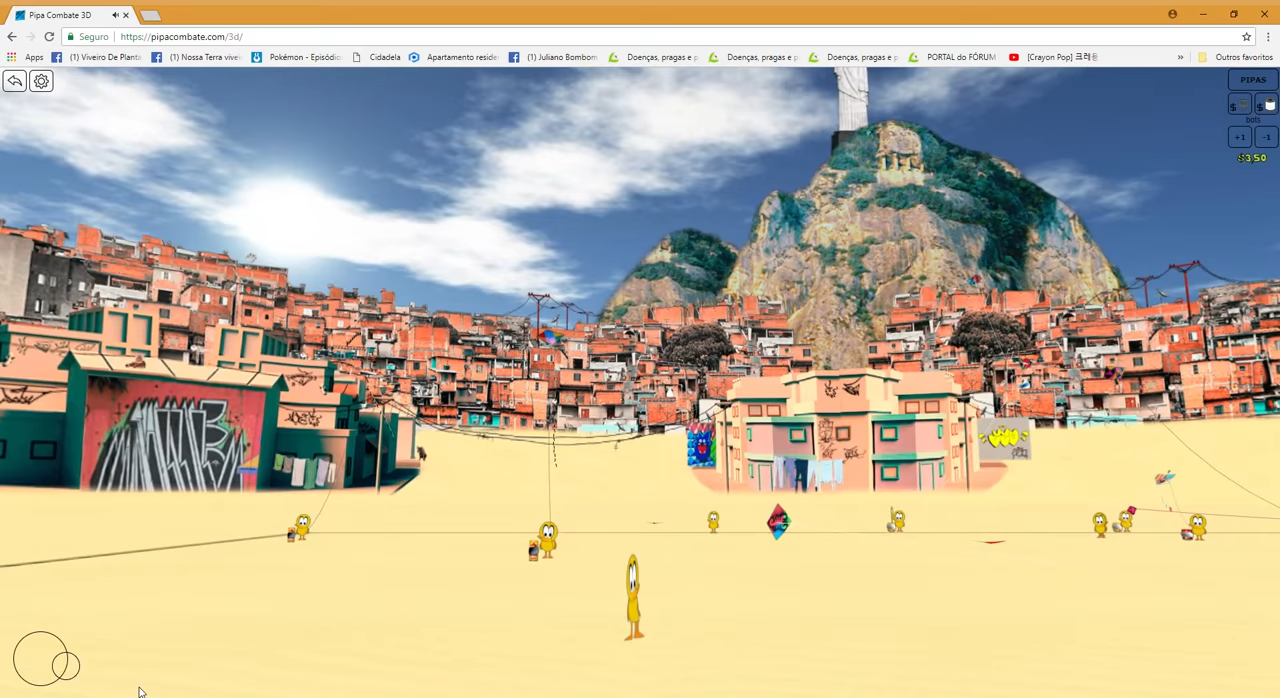 Pipa Combate 3D
Seguro
https://pipacombate.com/3d/
Apps
(1) Viveiro De Planta
(1) Nossa Terra vivei
Pokémon - Episódio
Cidadela
Apartamento reside
(1) Juliano Bombom
Doenças, pragas e p
Doenças, pragas e p
Doenças, pragas e p
PORTAL do FÓRUM
[Crayon Pop] 크레용
Outros favoritos
PIPAS
$ $
bots
+1 -1
$350